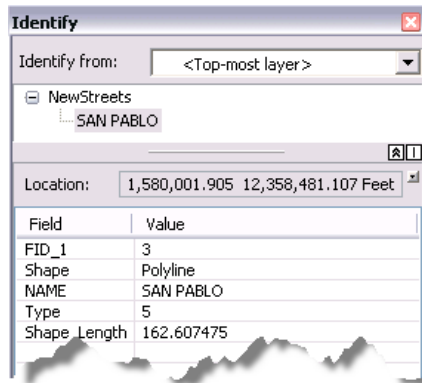 Identify
Identify from: <Top-most layer>
NewStreets
SAN PABLO
Location: 1,580,001.905 12,358,481.107 Feet
Field Value
FID_1 3
Shape Polyline
NAME SAN PABLO
Type 5
Shape_Length 162.607475